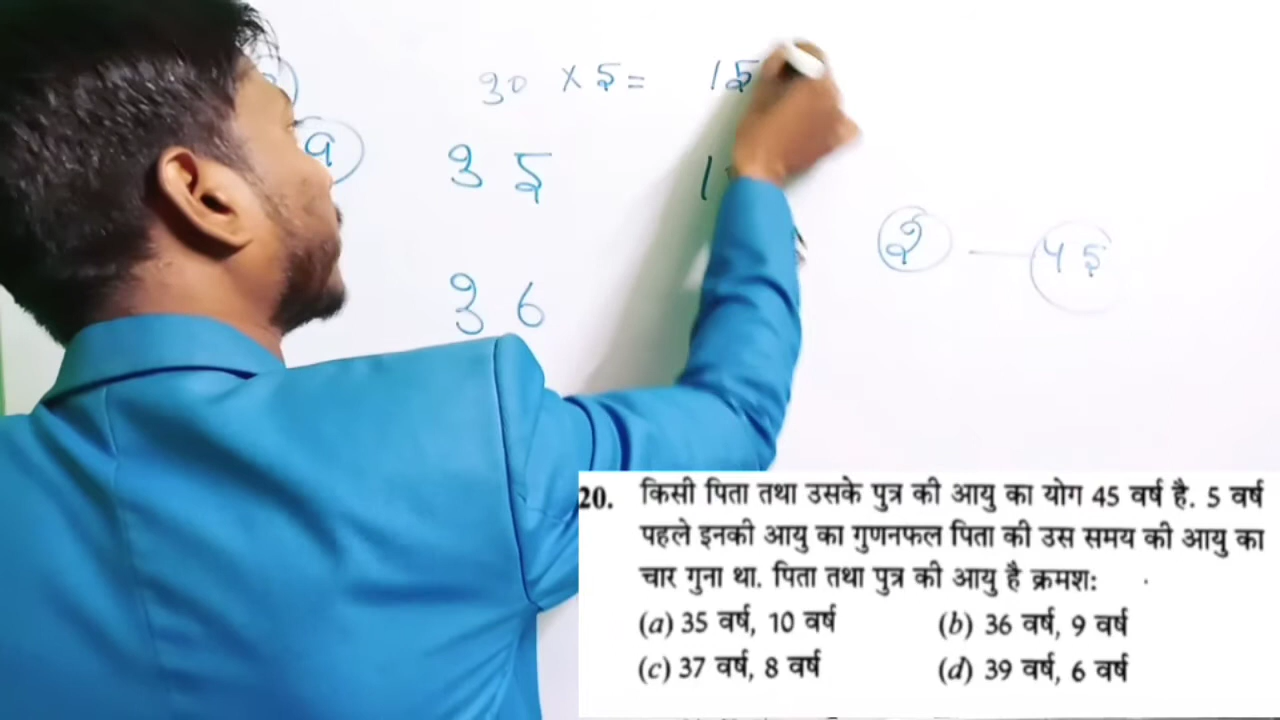 30 × 5 = 15
a
35
36
2 — 45
20. किसी पिता तथा उसके पुत्र की आयु का योग 45 वर्ष है. 5 वर्ष
पहले इनकी आयु का गुणनफल पिता की उस समय की आयु का
चार गुना था. पिता तथा पुत्र की आयु है क्रमश:
(a) 35 वर्ष, 10 वर्ष (b) 36 वर्ष, 9 वर्ष
(c) 37 वर्ष, 8 वर्ष (d) 39 वर्ष, 6 वर्ष